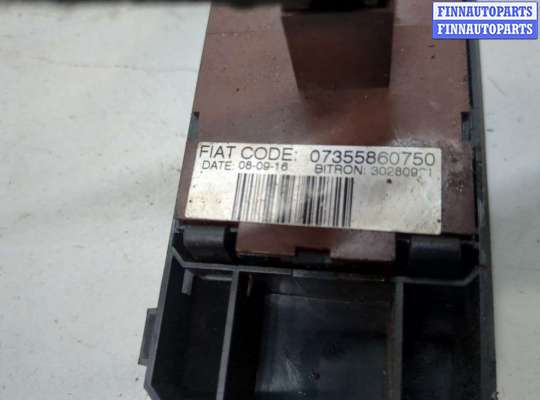 FINNAUTOPARTS
FINNAUTOPARTS
FIAT CODE: 07355860750
DATE: 08-09-16 BITRON: